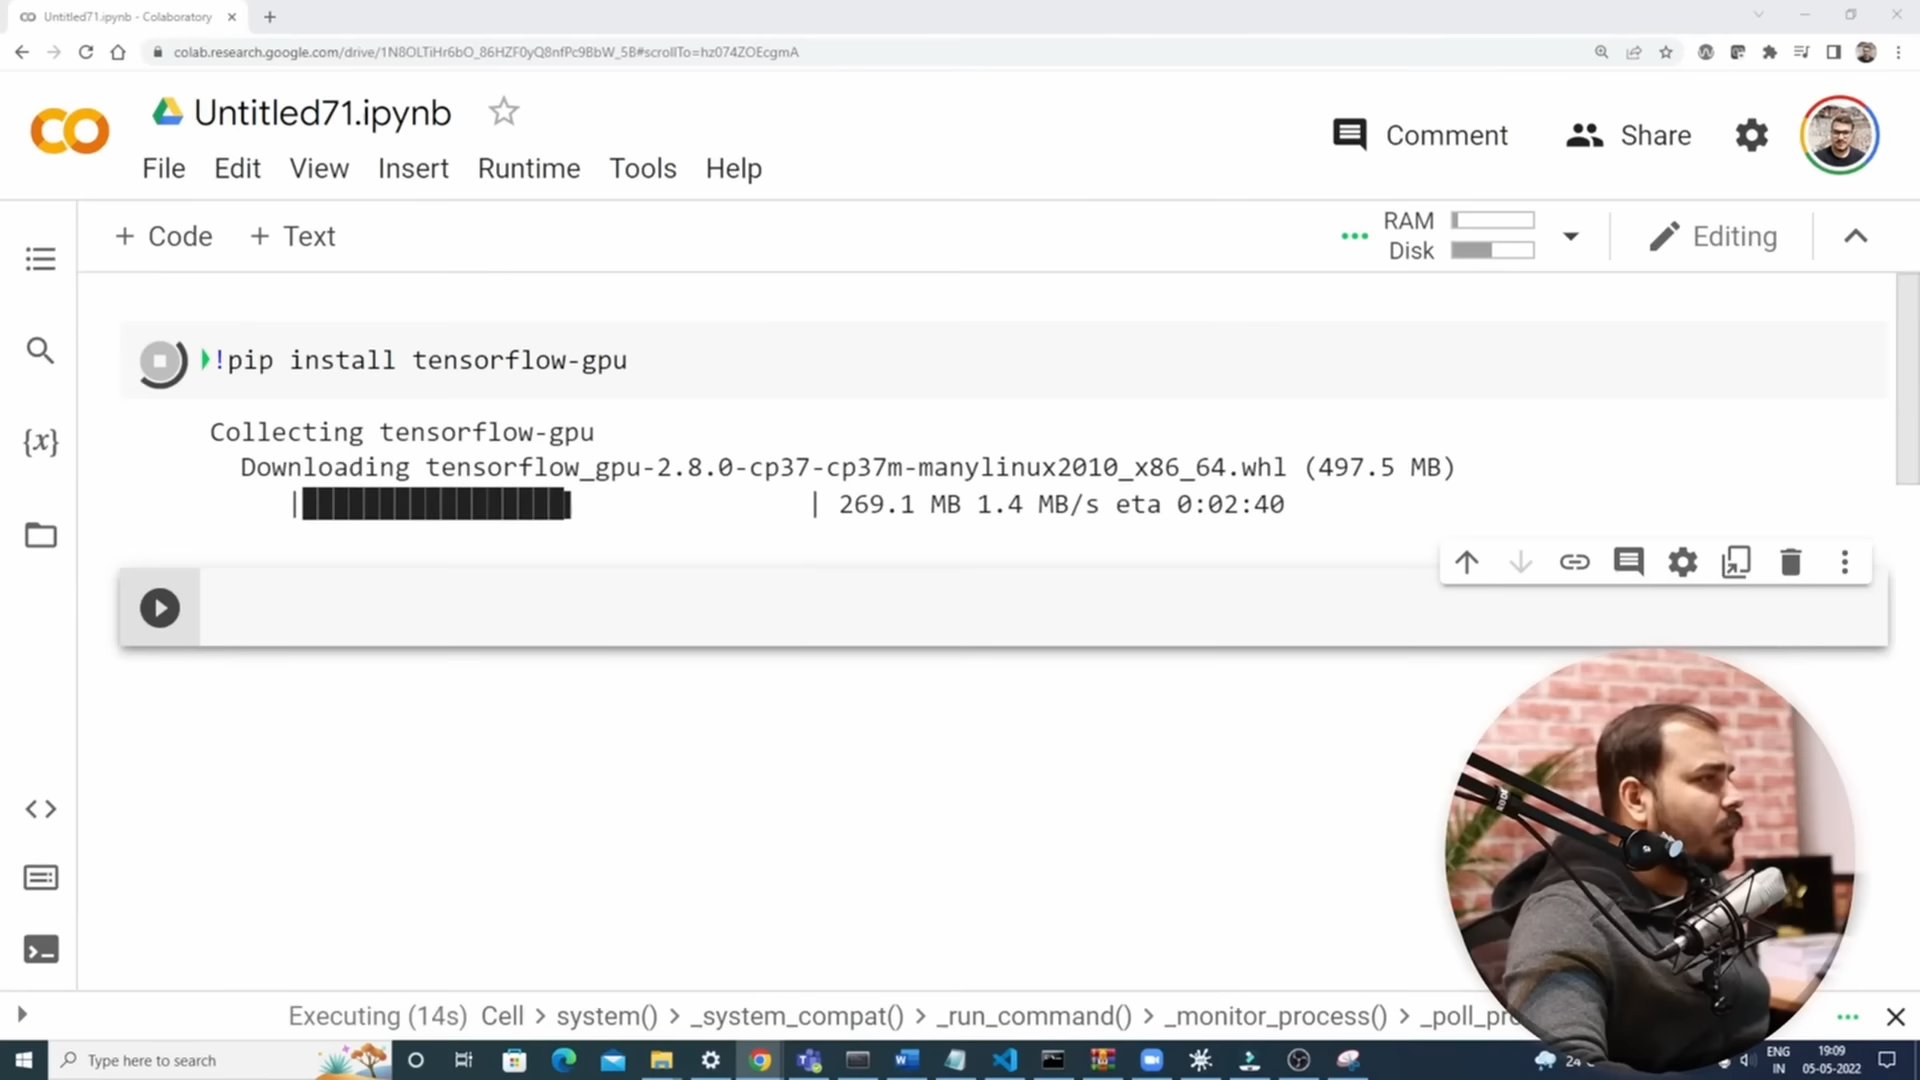 Untitled71.ipynb - Colaboratory
colab.research.google.com/drive/1N8OLTiHr6bO_86HZF0yQ8nfPc9BbW_5B#scrollTo=hz074ZOEcgmA
Untitled71.ipynb
Comment Share
File Edit View Insert Runtime Tools Help
+ Code + Text
RAM
Disk
Editing
!pip install tensorflow-gpu
Collecting tensorflow-gpu
Downloading tensorflow_gpu-2.8.0-cp37-cp37m-manylinux2010_x86_64.whl (497.5 MB)
| 269.1 MB 1.4 MB/s eta 0:02:40
{x}
RODE
Executing (14s) Cell > system() > _system_compat() > _run_command() > _monitor_process() >
Type here to search
24
ENG
IN
19:09
05-05-2022